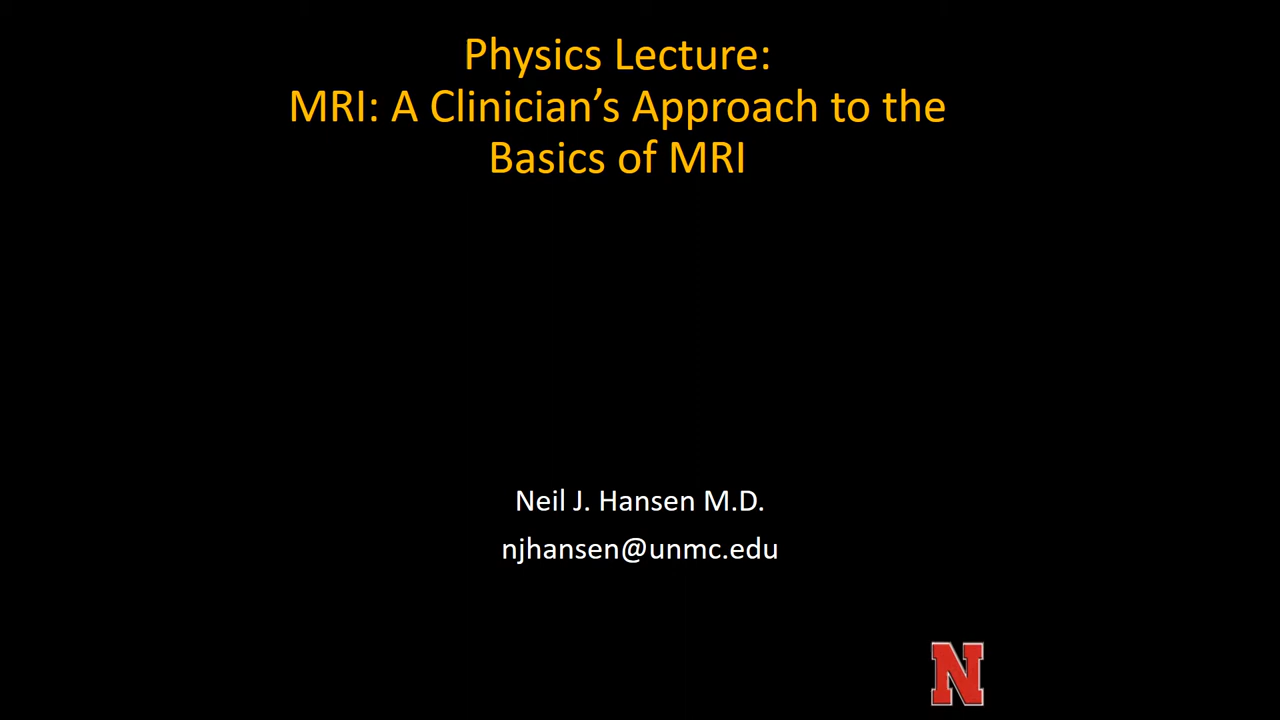 Physics Lecture:
MRI: A Clinician’s Approach to the
Basics of MRI
Neil J. Hansen M.D.
njhansen@unmc.edu
N